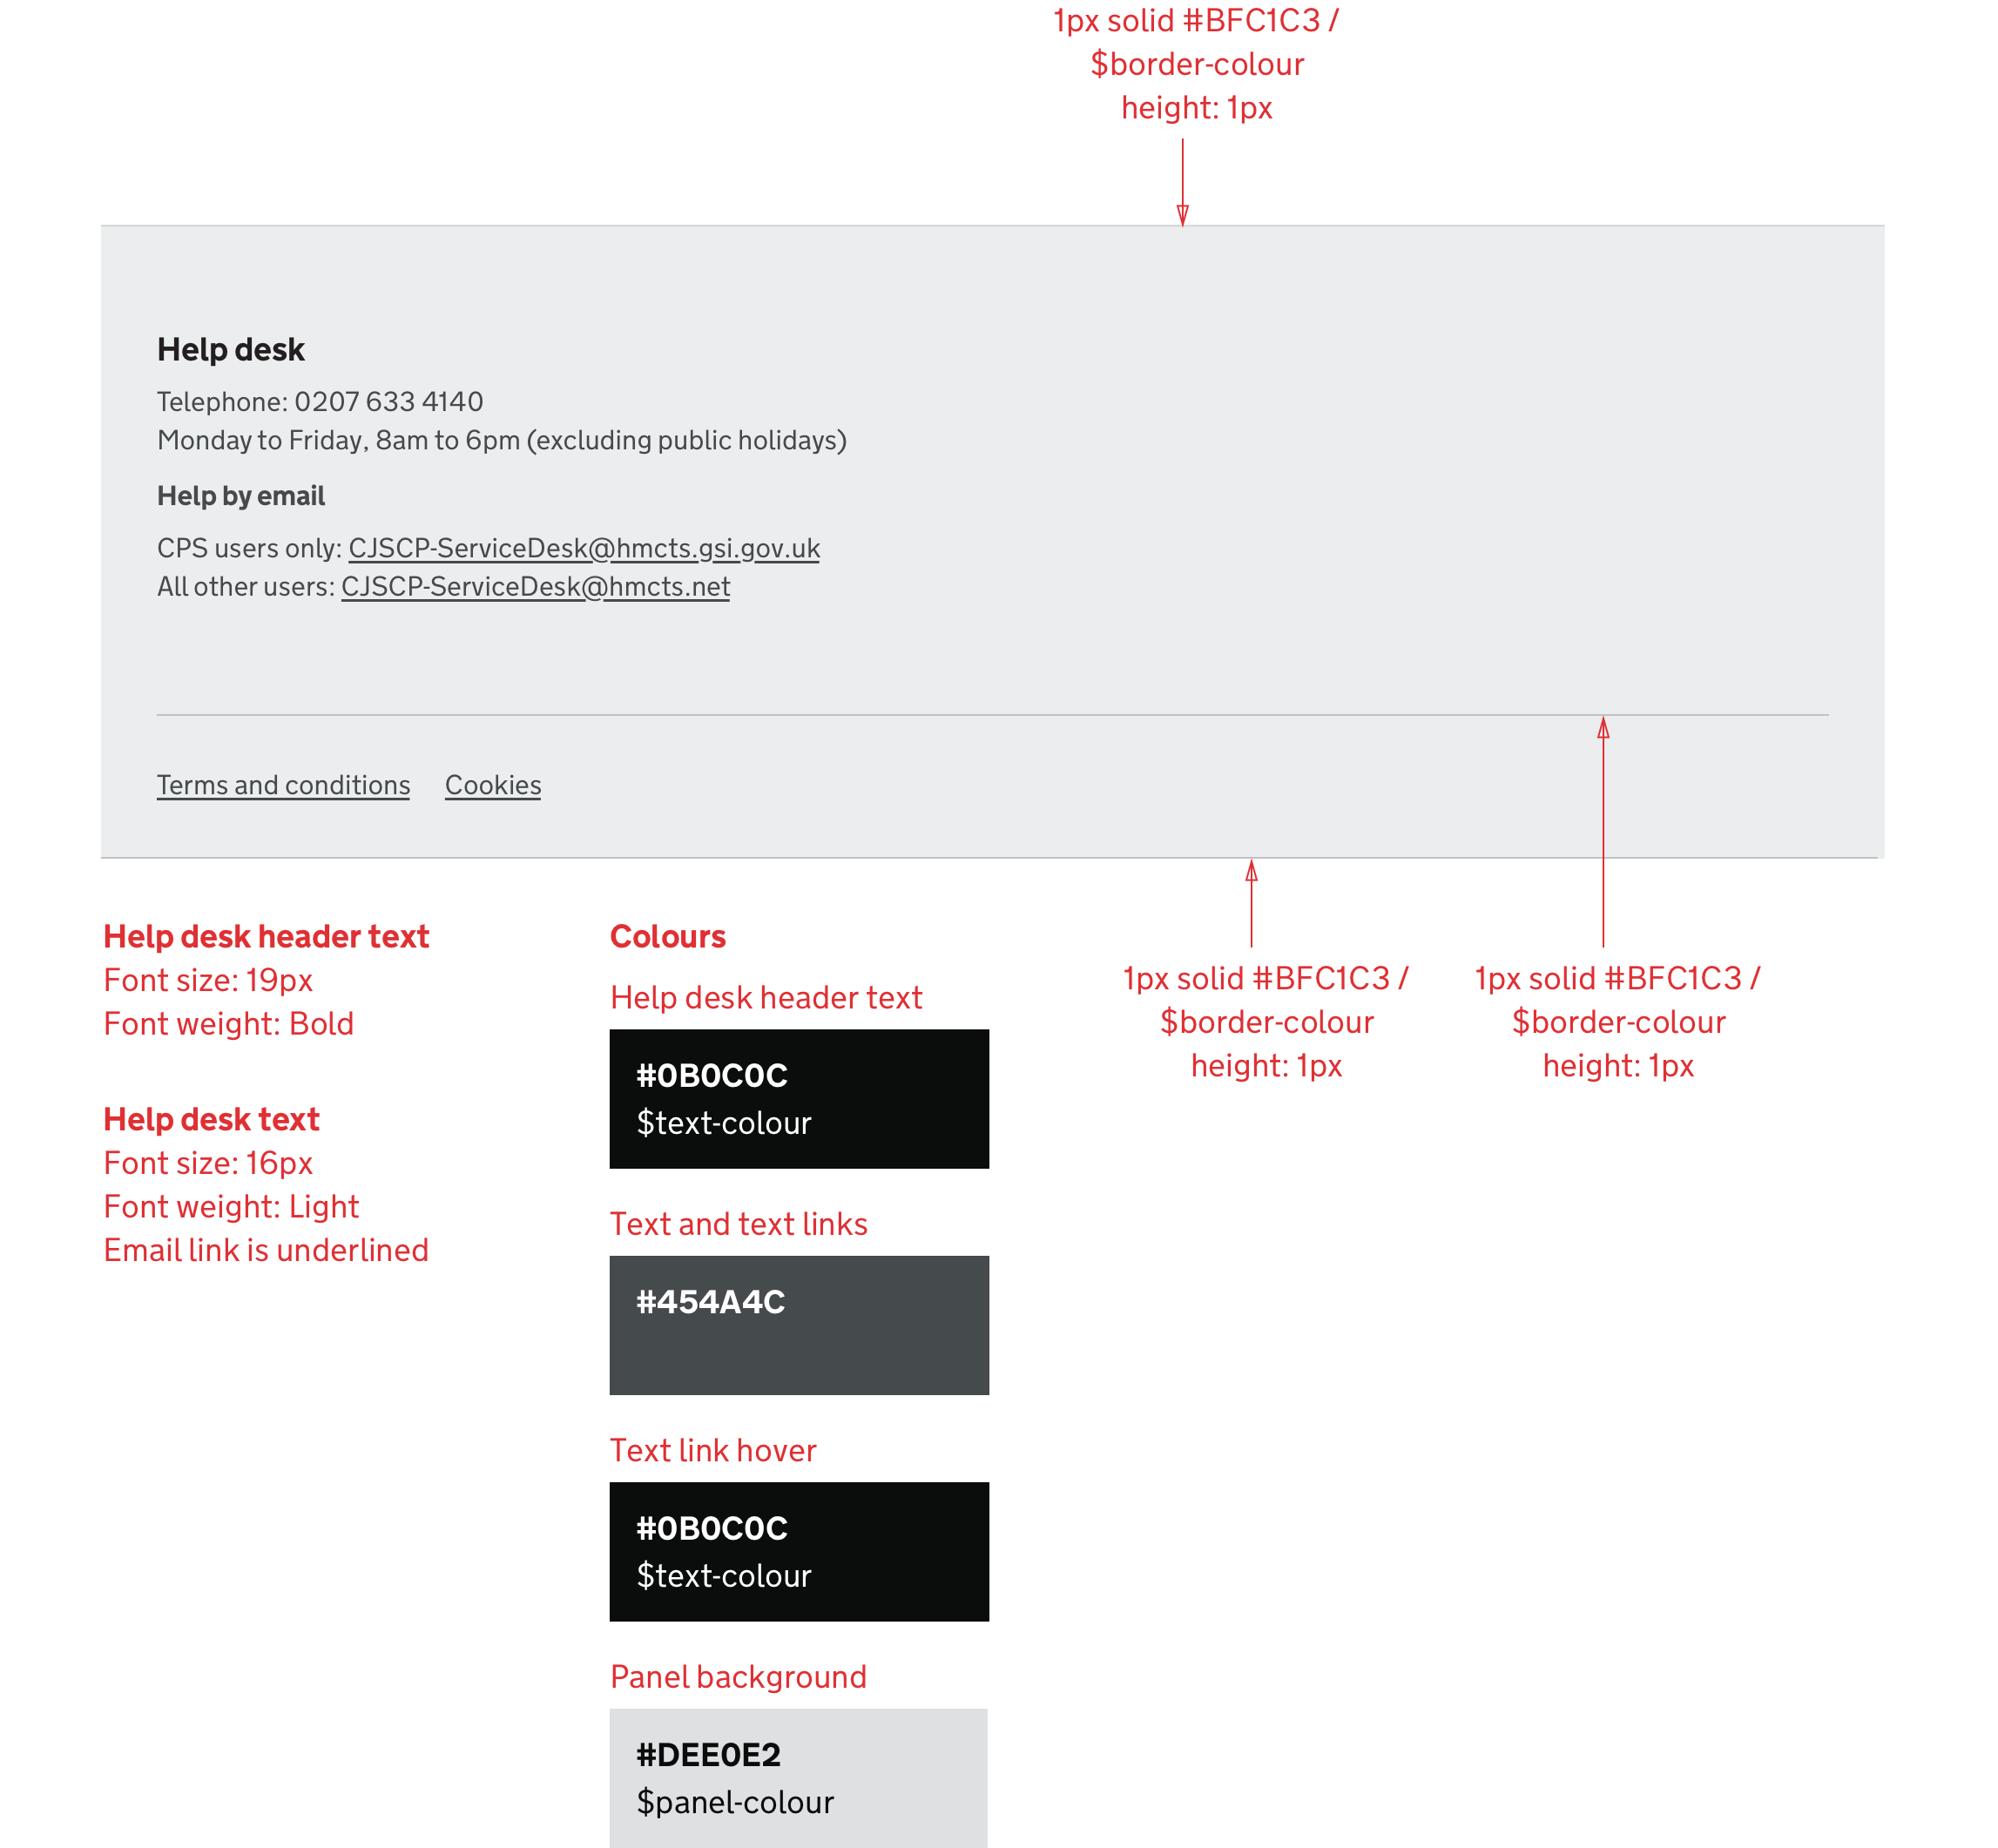 1px solid #BFC1C3 /
$border-colour
height: 1px
Help desk
Telephone: 0207 633 4140
Monday to Friday, 8am to 6pm (excluding public holidays)
Help by email
CPS users only: CJSCP-ServiceDesk@hmcts.gsi.gov.uk
All other users: CJSCP-ServiceDesk@hmcts.net
Terms and conditions Cookies
Help desk header text
Font size: 19px
Font weight: Bold
Help desk text
Font size: 16px
Font weight: Light
Email link is underlined
Colours
Help desk header text
#0B0C0C
$text-colour
Text and text links
#454A4C
Text link hover
#0B0C0C
$text-colour
Panel background
#DEE0E2
$panel-colour
1px solid #BFC1C3 /
$border-colour
height: 1px
1px solid #BFC1C3 /
$border-colour
height: 1px